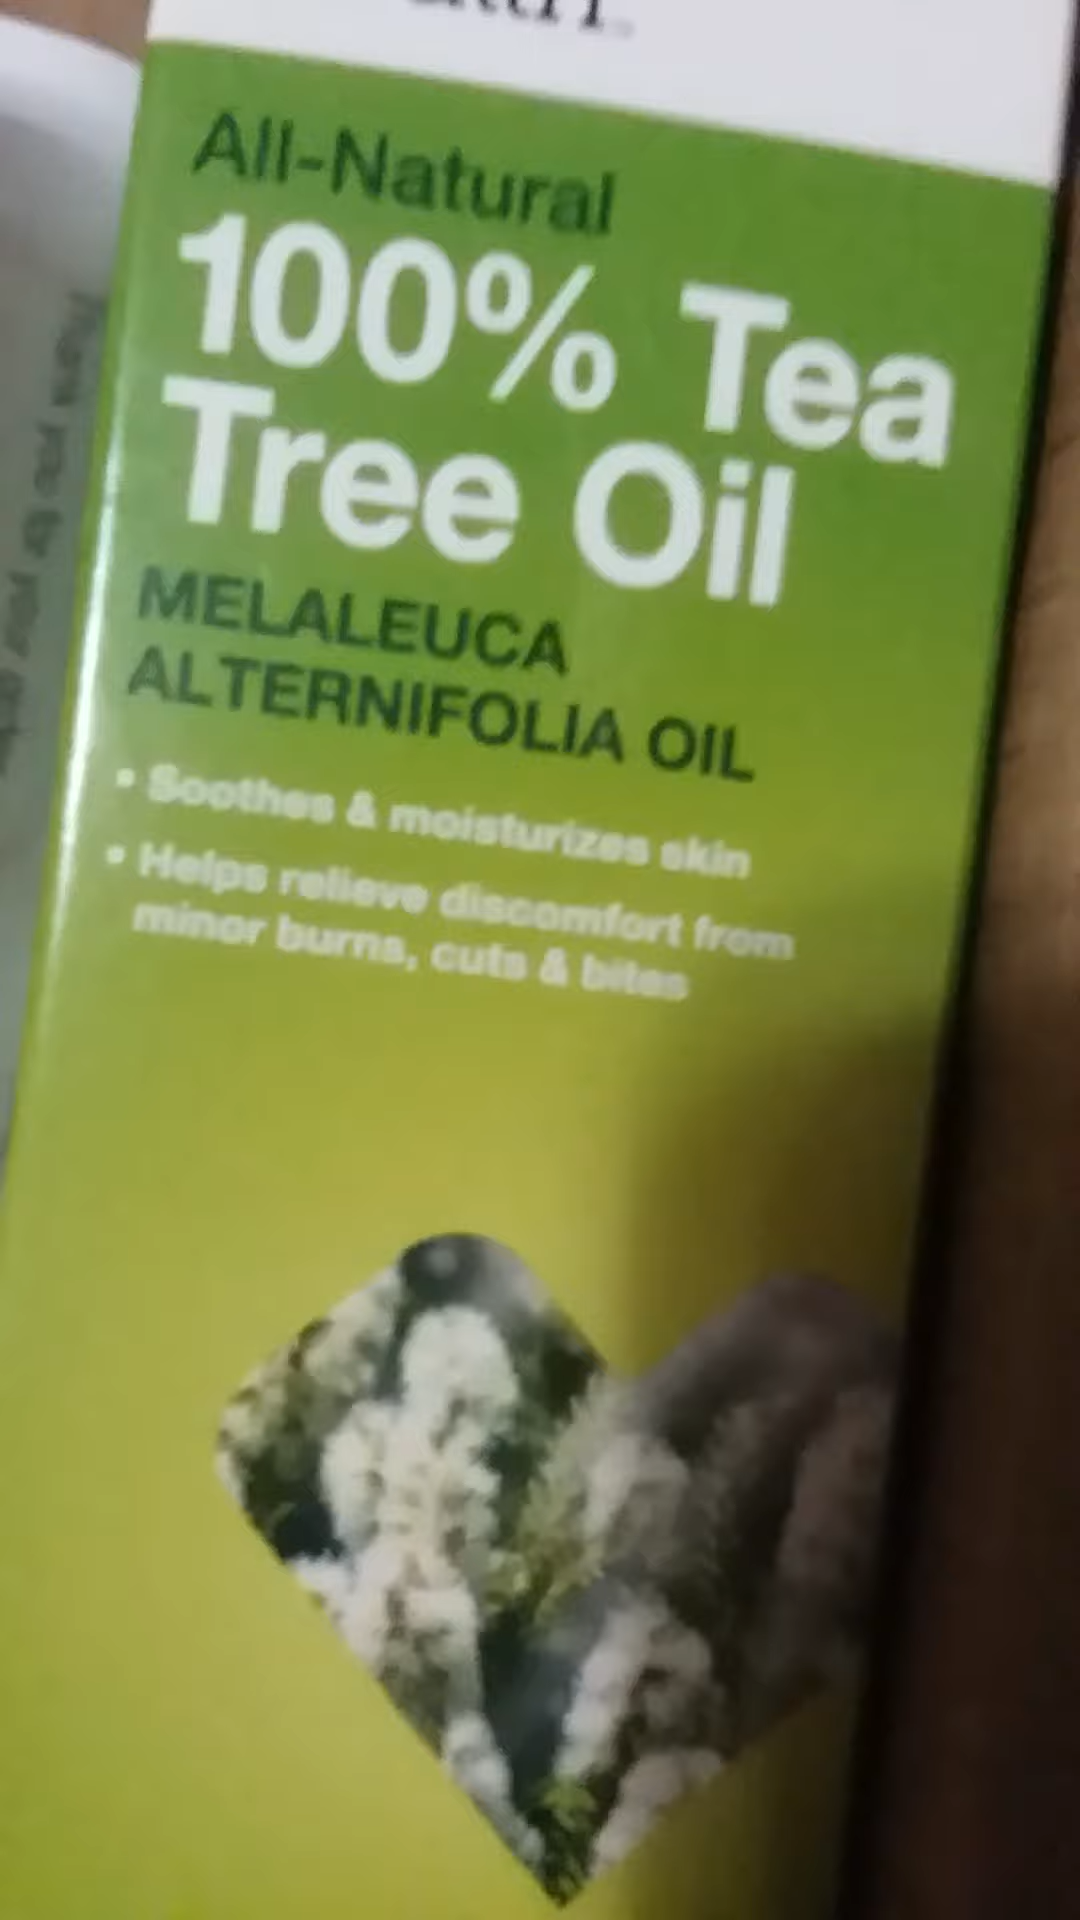 All-Natural
100% Tea
Tree Oil
MELALEUCA
ALTERNIFOLIA OIL
• Soothes & moisturizes skin
• Helps relieve discomfort from
minor burns, cuts & bites